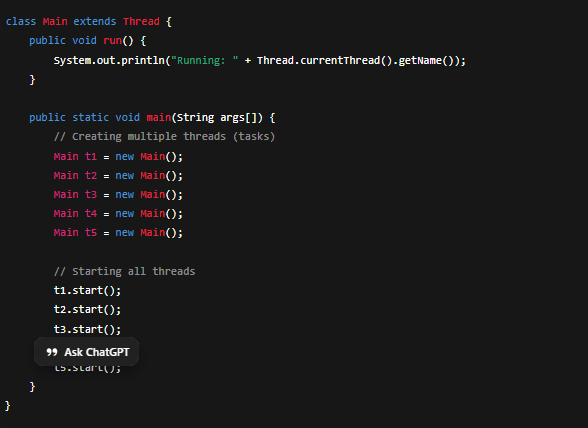 class Main extends Thread {
    public void run() {
        System.out.println("Running: " + Thread.currentThread().getName());
    }

    public static void main(String args[]) {
        // Creating multiple threads (tasks)
        Main t1 = new Main();
        Main t2 = new Main();
        Main t3 = new Main();
        Main t4 = new Main();
        Main t5 = new Main();

        // Starting all threads
        t1.start();
        t2.start();
        t3.start();
❞ Ask ChatGPT
        t5.start();
    }
}